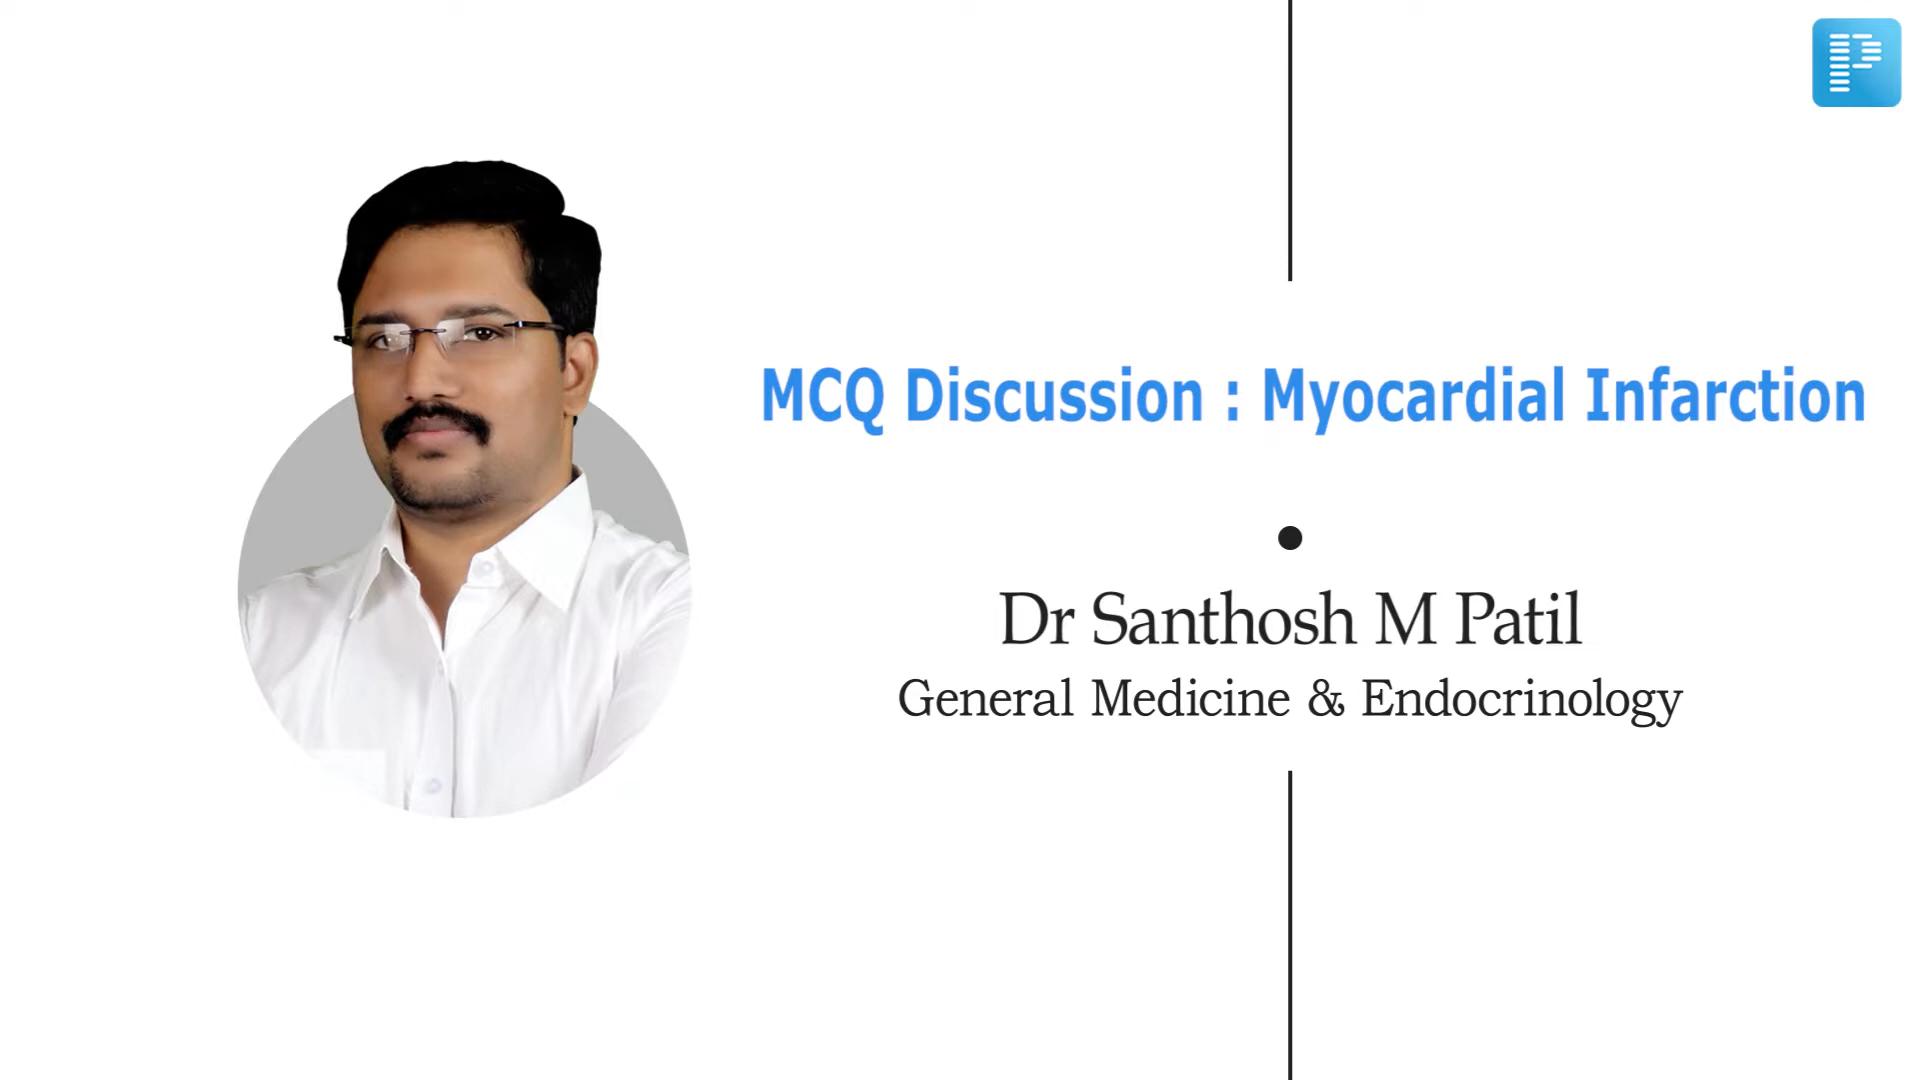 MCQ Discussion : Myocardial Infarction
Dr Santhosh M Patil
General Medicine & Endocrinology